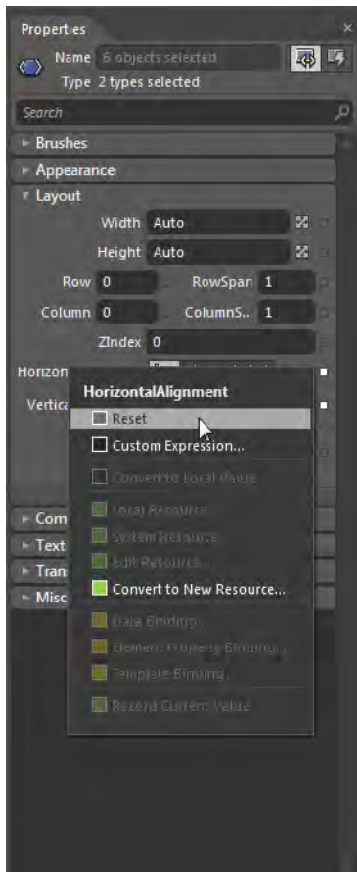 Properties
Name 6 objects selected
Type 2 types selected
Search
Brushes
Appearance
Layout
Width Auto
Height Auto
Row 0 RowSpan 1
Column 0 ColumnS.. 1
ZIndex 0
Horizon
HorizontalAlignment
Vertica
Reset
Custom Expression...
Convert to Local Value
Local Resource
System Resource
Edit Resource...
Convert to New Resource...
Data Binding...
Element Property Binding...
Template Binding
Record Current Value
Com
Text
Trans
Misc